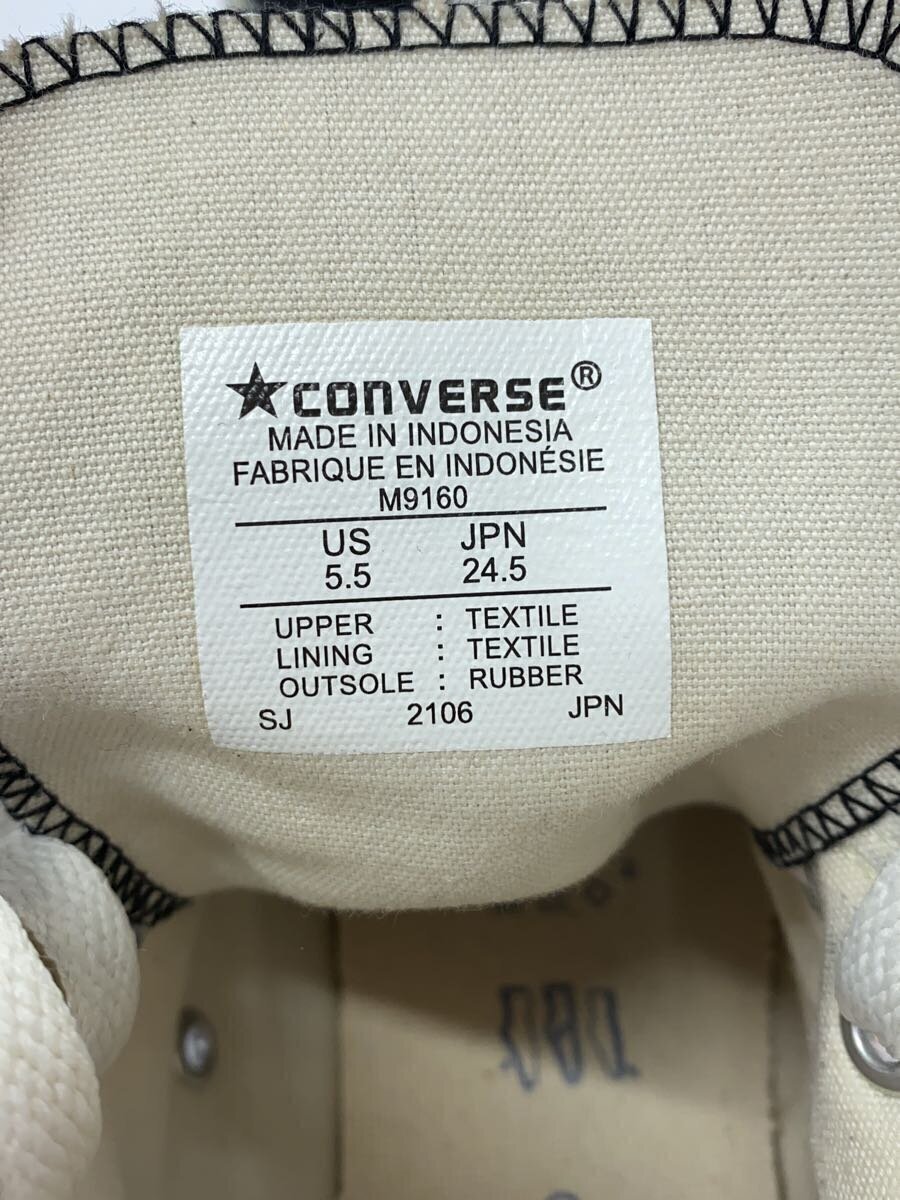 ★CONVERSE®
MADE IN INDONESIA
FABRIQUE EN INDONÉSIE
M9160
US JPN
5.5 24.5
UPPER : TEXTILE
LINING : TEXTILE
OUTSOLE : RUBBER
SJ 2106 JPN